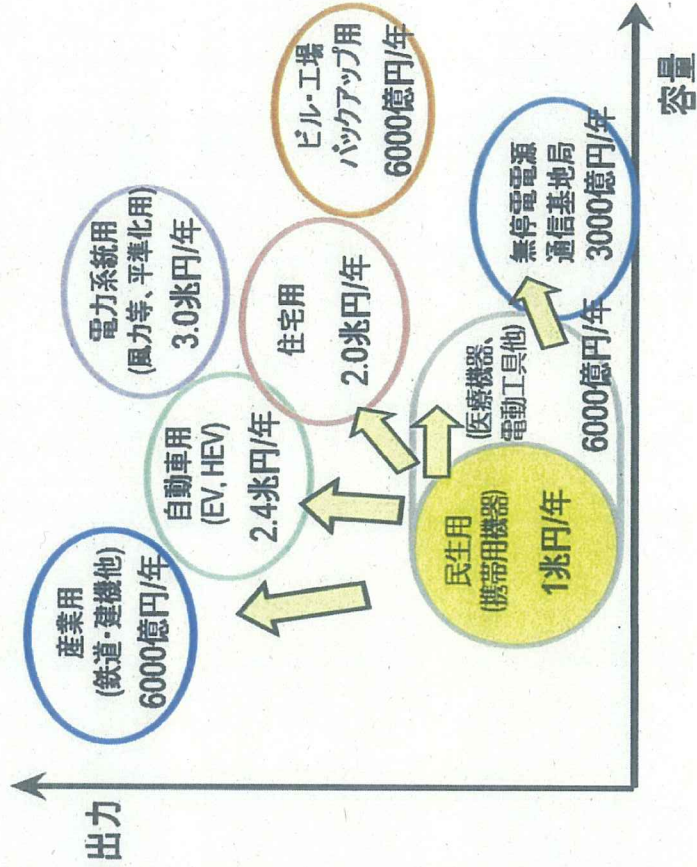 出力
産業用
(鉄道・建機他)
6000億円/年
自動車用
(EV, HEV)
2.4兆円/年
電力系統用
(風力等、平準化用)
3.0兆円/年
住宅用
2.0兆円/年
ビル・工場
バックアップ用
6000億円/年
民生用
(携帯用機器)
1兆円/年
(医療機器、
電動工具他)
6000億円/年
無停電電源
通信基地局
3000億円/年
容量